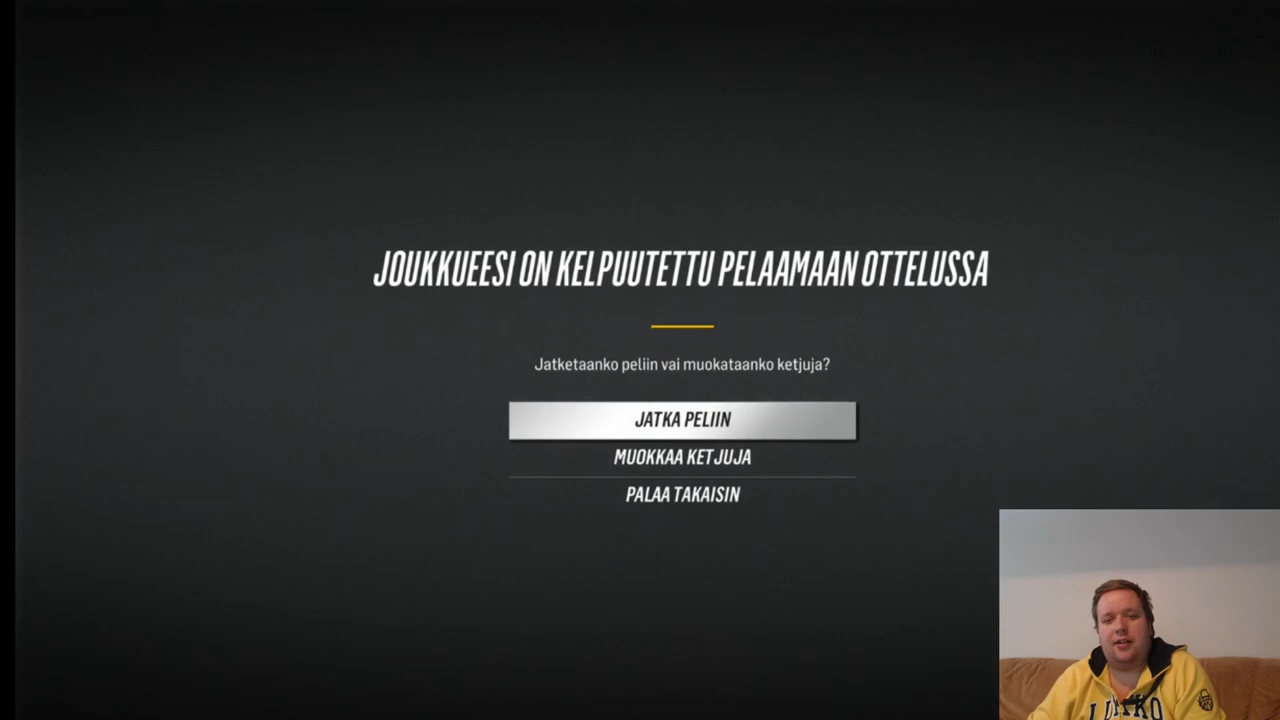 JOUKKUEESI ON KELPUUTETTU PELAAMAAN OTTELUSSA
Jatketaanko peliin vai muokataanko ketjuja?
JATKA PELIIN
MUOKKAA KETJUJA
PALAA TAKAISIN